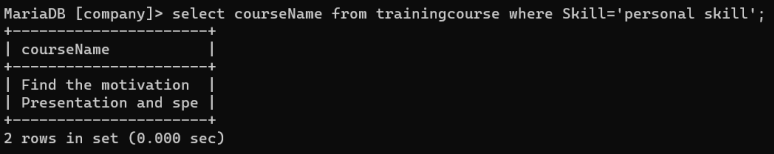 MariaDB [company]> select courseName from trainingcourse where Skill='personal skill';
+----------------------+
| courseName           |
+----------------------+
| Find the motivation  |
| Presentation and spe |
+----------------------+
2 rows in set (0.000 sec)